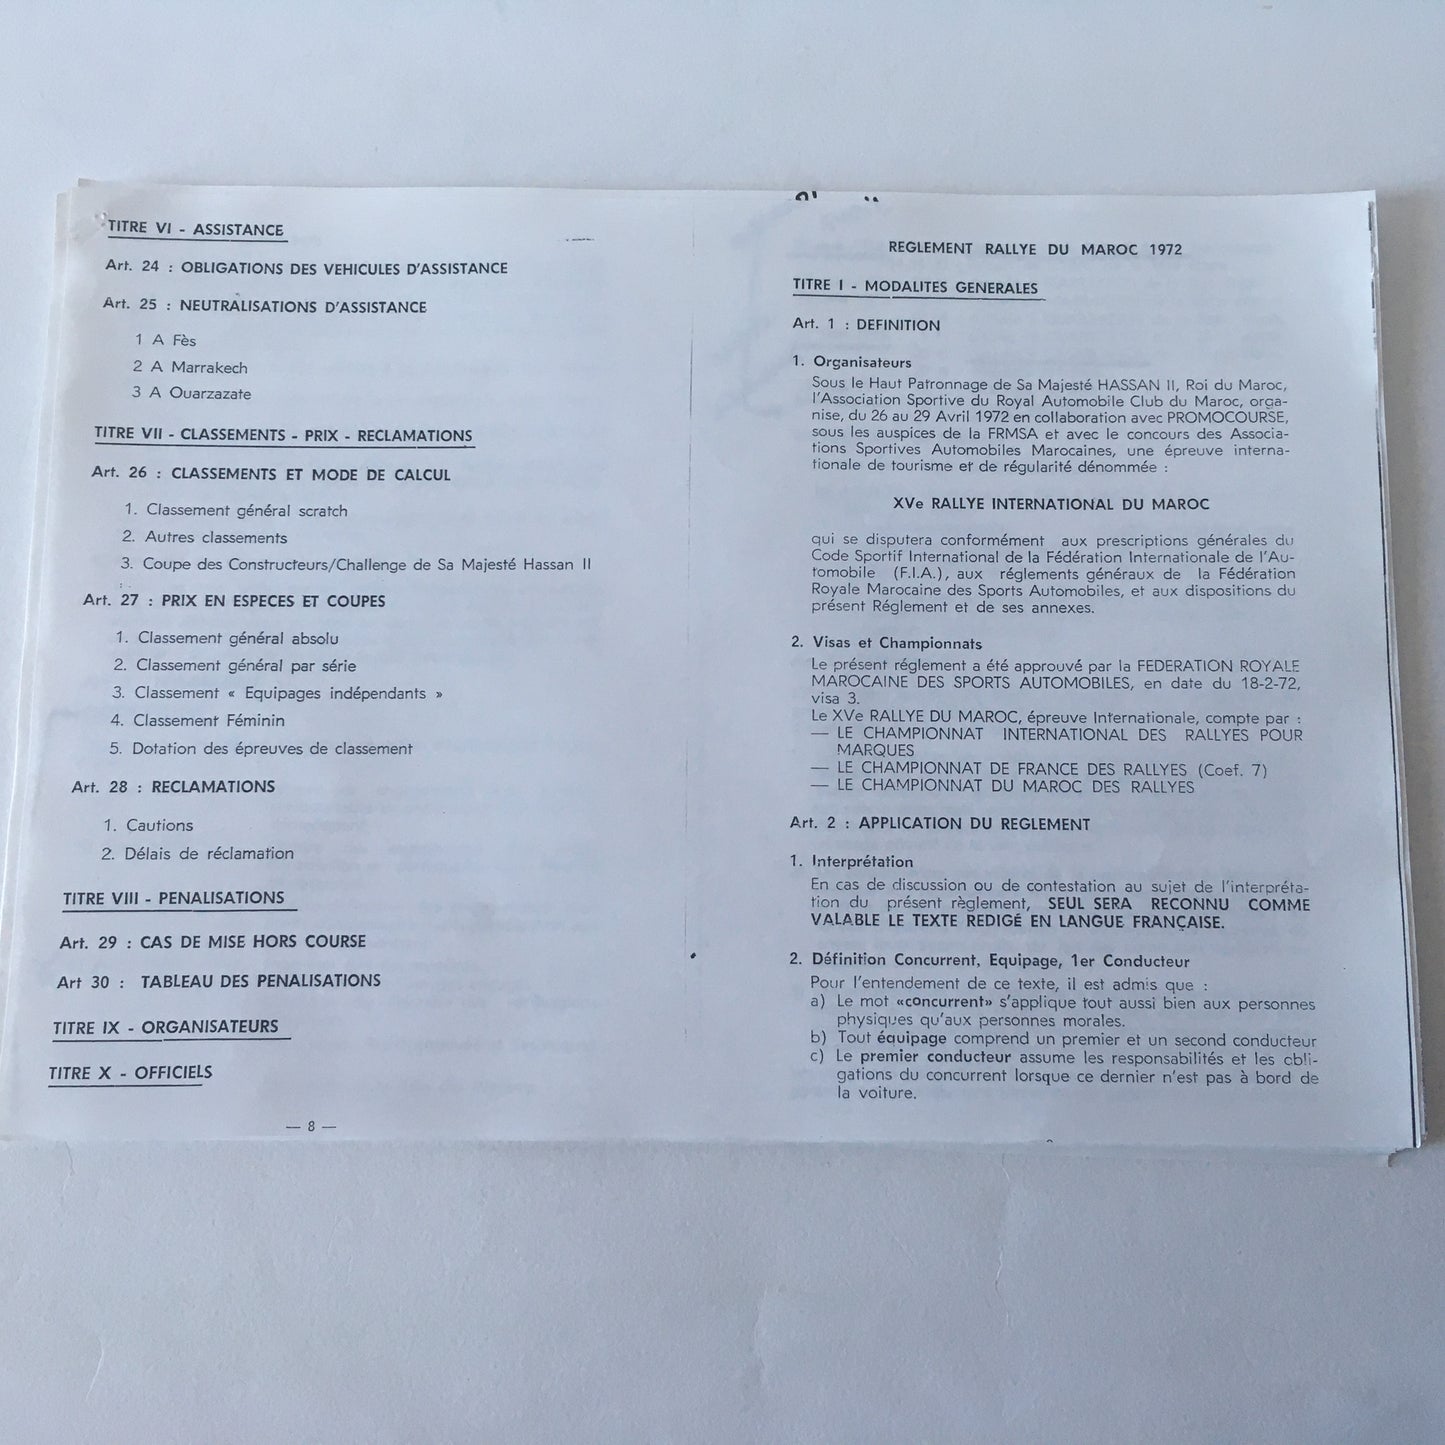 TITRE VI - ASSISTANCE
Art. 24 : OBLIGATIONS DES VEHICULES D'ASSISTANCE
Art. 25 : NEUTRALISATIONS D'ASSISTANCE
1 A Fès
2 A Marrakech
3 A Ouarzazate
TITRE VII - CLASSEMENTS - PRIX - RECLAMATIONS
Art. 26 : CLASSEMENTS ET MODE DE CALCUL
1. Classement général scratch
2. Autres classements
3. Coupe des Constructeurs/Challenge de Sa Majesté Hassan II
Art. 27 : PRIX EN ESPECES ET COUPES
1. Classement général absolu
2. Classement général par série
3. Classement « Equipages indépendants »
4. Classement Féminin
5. Dotation des épreuves de classement
Art. 28 : RECLAMATIONS
1. Cautions
2. Délais de réclamation
TITRE VIII - PENALISATIONS
Art. 29 : CAS DE MISE HORS COURSE
Art 30 : TABLEAU DES PENALISATIONS
TITRE IX - ORGANISATEURS
TITRE X - OFFICIELS
— 8 —
REGLEMENT RALLYE DU MAROC 1972
TITRE I - MODALITES GENERALES
Art. 1 : DEFINITION
1. Organisateurs
Sous le Haut Patronnage de Sa Majesté HASSAN II, Roi du Maroc,
l'Association Sportive du Royal Automobile Club du Maroc, orga-
nise, du 26 au 29 Avril 1972 en collaboration avec PROMOCOURSE,
sous les auspices de la FRMSA et avec le concours des Associa-
tions Sportives Automobiles Marocaines, une épreuve interna-
tionale de tourisme et de régularité dénommée :
XVe RALLYE INTERNATIONAL DU MAROC
qui se disputera conformément aux prescriptions générales du
Code Sportif International de la Fédération Internationale de l'Au-
tomobile (F.I.A.), aux réglements généraux de la Fédération
Royale Marocaine des Sports Automobiles, et aux dispositions du
présent Réglement et de ses annexes.
2. Visas et Championnats
Le présent réglement a été approuvé par la FEDERATION ROYALE
MAROCAINE DES SPORTS AUTOMOBILES, en date du 18-2-72,
visa 3.
Le XVe RALLYE DU MAROC, épreuve Internationale, compte par :
— LE CHAMPIONNAT INTERNATIONAL DES RALLYES POUR
MARQUES
— LE CHAMPIONNAT DE FRANCE DES RALLYES (Coef. 7)
— LE CHAMPIONNAT DU MAROC DES RALLYES
Art. 2 : APPLICATION DU REGLEMENT
1. Interprétation
En cas de discussion ou de contestation au sujet de l'interpréta-
tion du présent règlement, SEUL SERA RECONNU COMME
VALABLE LE TEXTE REDIGÉ EN LANGUE FRANÇAISE.
2. Définition Concurrent, Equipage, 1er Conducteur
Pour l'entendement de ce texte, il est admis que :
a) Le mot «concurrent» s'applique tout aussi bien aux personnes
physiques qu'aux personnes morales.
b) Tout équipage comprend un premier et un second conducteur
c) Le premier conducteur assume les responsabilités et les obli-
gations du concurrent lorsque ce dernier n'est pas à bord de
la voiture.